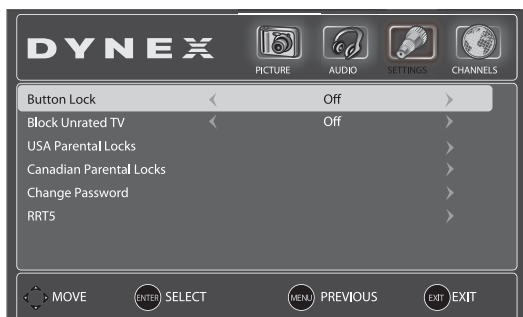 DYNEX
PICTURE AUDIO SETTINGS CHANNELS
Button Lock Off
Block Unrated TV Off
USA Parental Locks
Canadian Parental Locks
Change Password
RRT5
MOVE ENTER SELECT MENU PREVIOUS EXIT EXIT